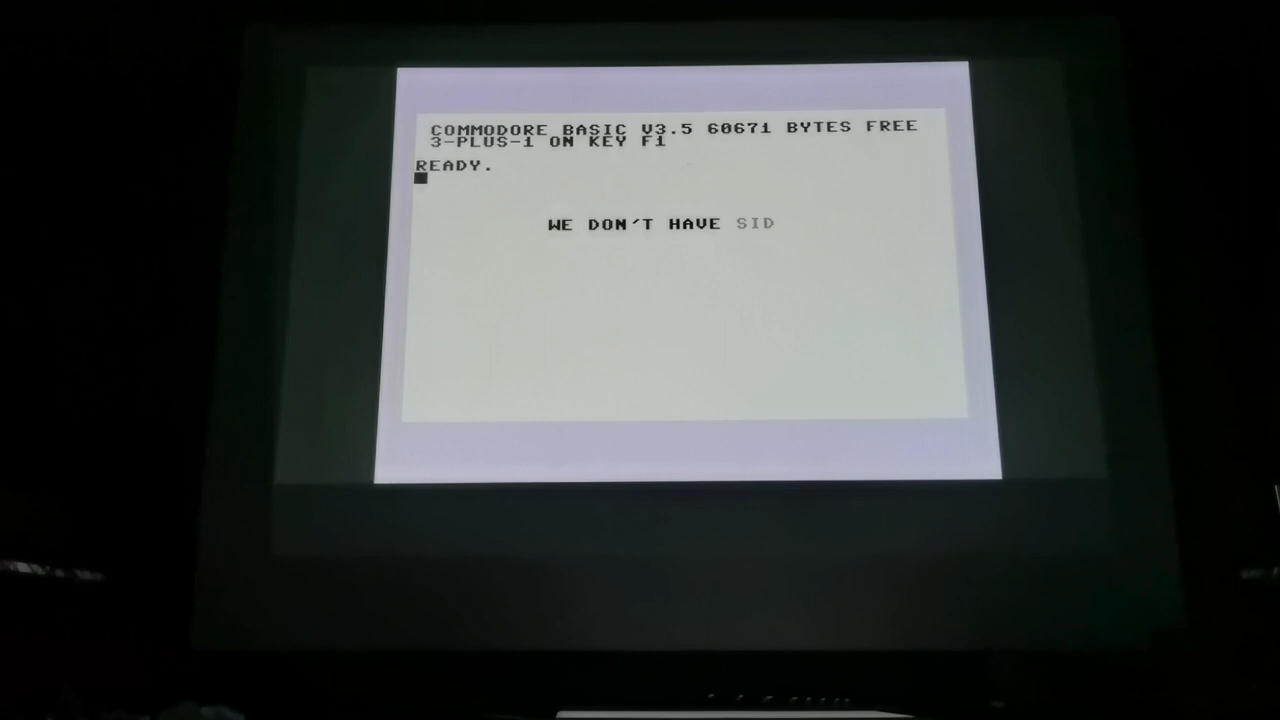 COMMODORE BASIC V3.5 60671 BYTES FREE
3-PLUS-1 ON KEY F1
READY.
WE DON'T HAVE SID